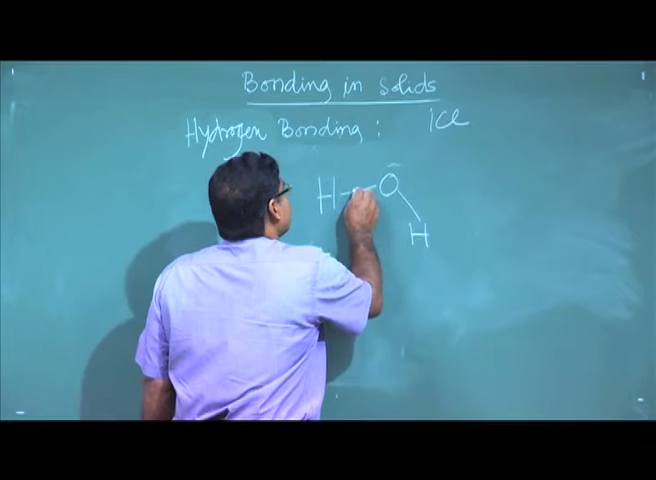 Bonding in solids
Hydrogen Bonding : ice
H - O -
H